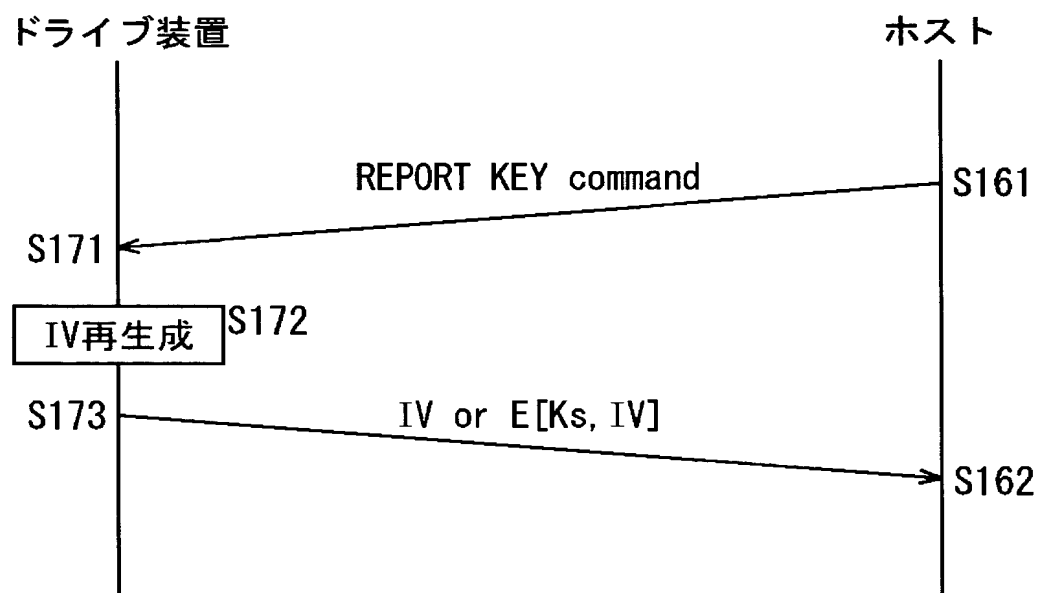 ドライブ装置
ホスト
REPORT KEY command
S161
S171
IV再生成
S172
S173
IV or E[Ks, IV]
S162